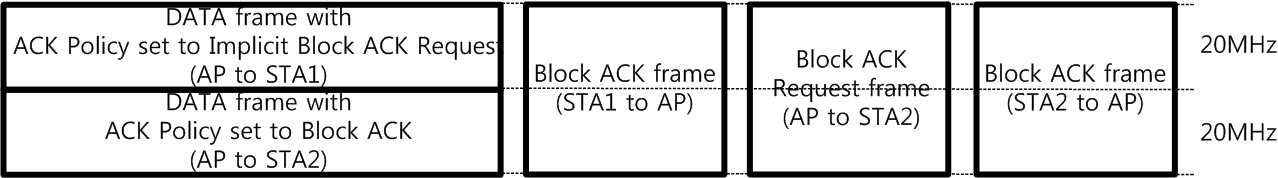 DATA frame with
ACK Policy set to Implicit Block ACK Request
(AP to STA1)
DATA frame with
ACK Policy set to Block ACK
(AP to STA2)
Block ACK frame
(STA1 to AP)
Block ACK
Request frame
(AP to STA2)
Block ACK frame
(STA2 to AP)
20MHz
20MHz